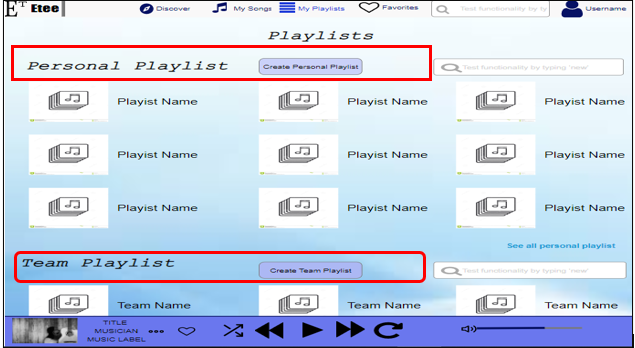 ET Etee Discover My Songs My Playlists Favorites Test functionality by ty Username
Playlists
Personal Playlist Create Personal Playlist Test functionality by typing 'new'
Playist Name Playist Name Playist Name
Playist Name Playist Name Playist Name
Playist Name Playist Name Playist Name
See all personal playlist
Team Playlist Create Team Playlist Test functionality by typing 'new'
Team Name Team Name Team Name
TITLE
MUSICIAN
MUSIC LABEL